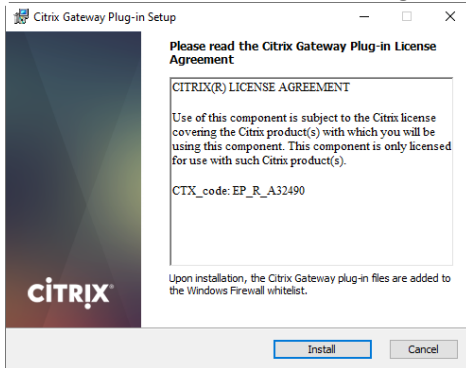 Citrix Gateway Plug-in Setup
Please read the Citrix Gateway Plug-in License
Agreement
CITRIX(R) LICENSE AGREEMENT
Use of this component is subject to the Citrix license
covering the Citrix product(s) with which you will be
using this component. This component is only licensed
for use with such Citrix product(s).
CTX_code: EP_R_A32490
CİTRIX®
Upon installation, the Citrix Gateway plug-in files are added to
the Windows Firewall whitelist.
Install
Cancel